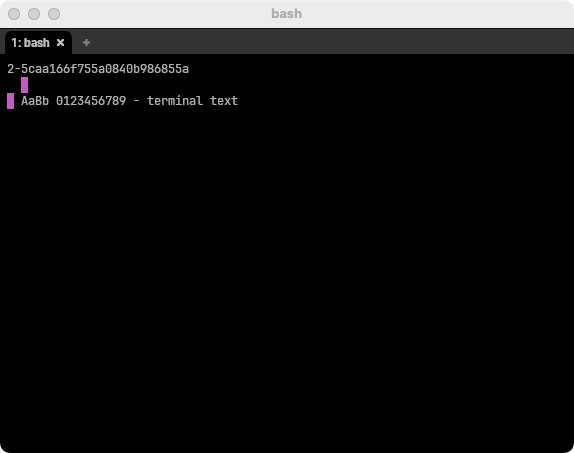 bash
1: bash × +
2-5caa166f755a0840b986855a
AaBb 0123456789 - terminal text